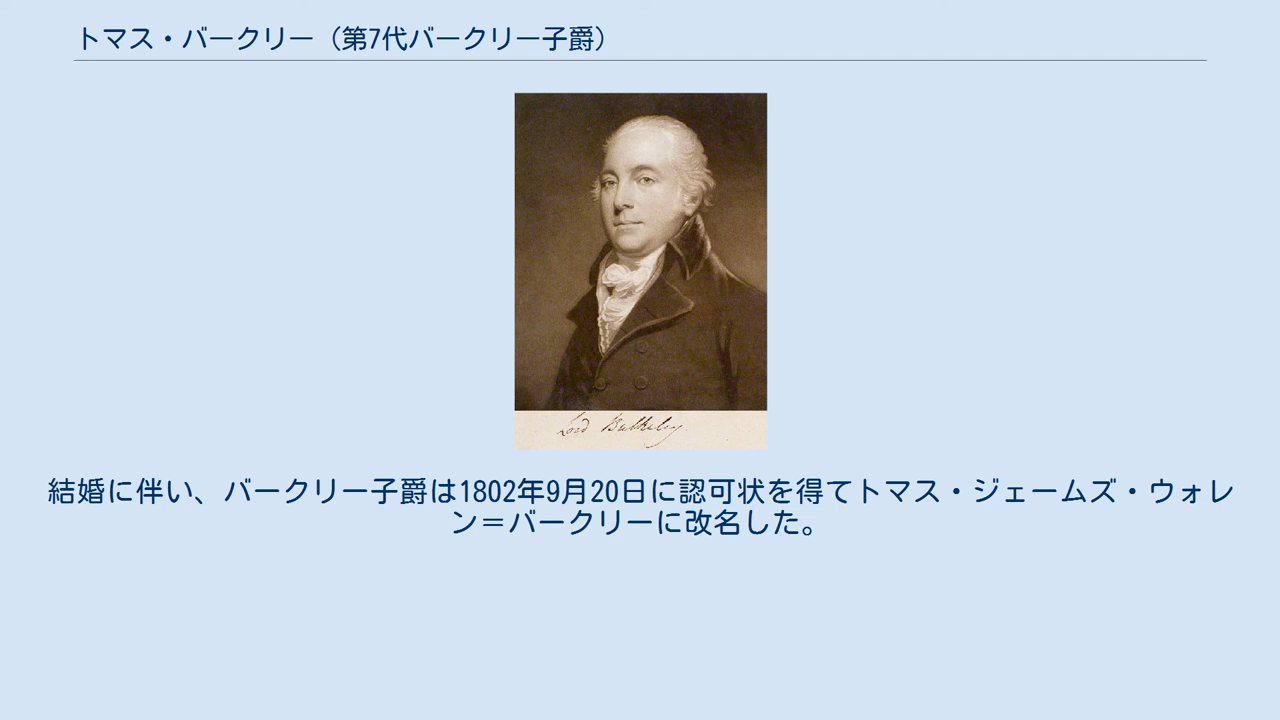 トマス・バークリー（第7代バークリー子爵）
Lord Bulkeley
結婚に伴い、バークリー子爵は1802年9月20日に認可状を得てトマス・ジェームズ・ウォレ
ン＝バークリーに改名した。